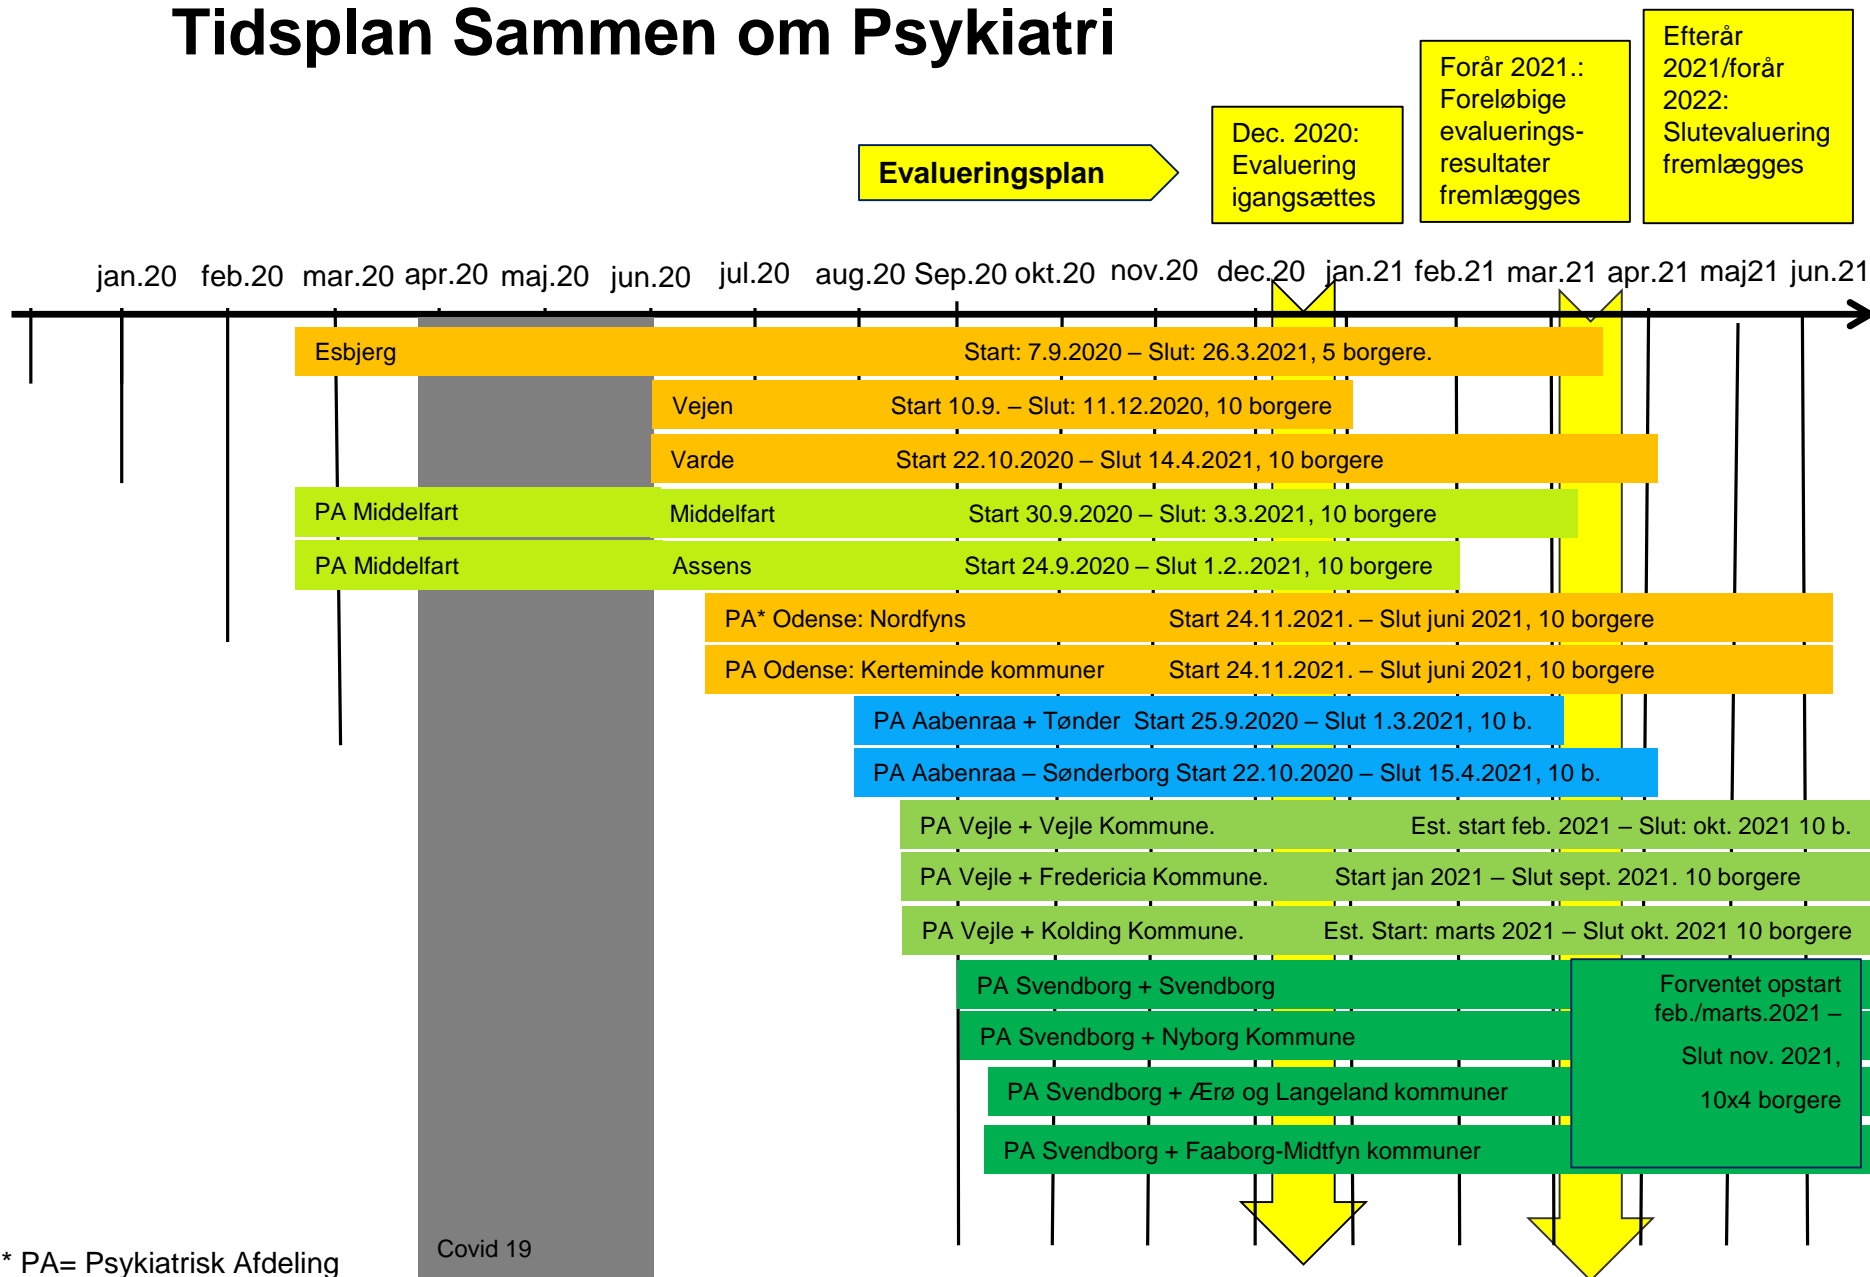 Tidsplan Sammen om Psykiatri
Evalueringsplan
Dec. 2020:
Evaluering
igangsættes
Forår 2021.:
Foreløbige
evaluerings-
resultater
fremlægges
Efterår
2021/forår
2022:
Slutevaluering
fremlægges
jan.20 feb.20 mar.20 apr.20 maj.20 jun.20 jul.20 aug.20 Sep.20 okt.20 nov.20 dec.20 jan.21 feb.21 mar.21 apr.21 maj21 jun.21
Esbjerg Start: 7.9.2020 – Slut: 26.3.2021, 5 borgere.
Vejen Start 10.9. – Slut: 11.12.2020, 10 borgere
Varde Start 22.10.2020 – Slut 14.4.2021, 10 borgere
PA Middelfart Middelfart Start 30.9.2020 – Slut: 3.3.2021, 10 borgere
PA Middelfart Assens Start 24.9.2020 – Slut 1.2..2021, 10 borgere
PA* Odense: Nordfyns Start 24.11.2021. – Slut juni 2021, 10 borgere
PA Odense: Kerteminde kommuner Start 24.11.2021. – Slut juni 2021, 10 borgere
PA Aabenraa + Tønder Start 25.9.2020 – Slut 1.3.2021, 10 b.
PA Aabenraa – Sønderborg Start 22.10.2020 – Slut 15.4.2021, 10 b.
PA Vejle + Vejle Kommune. Est. start feb. 2021 – Slut: okt. 2021 10 b.
PA Vejle + Fredericia Kommune. Start jan 2021 – Slut sept. 2021. 10 borgere
PA Vejle + Kolding Kommune. Est. Start: marts 2021 – Slut okt. 2021 10 borgere
PA Svendborg + Svendborg
PA Svendborg + Nyborg Kommune
PA Svendborg + Ærø og Langeland kommuner
PA Svendborg + Faaborg-Midtfyn kommuner
Forventet opstart
feb./marts.2021 –
Slut nov. 2021,
10x4 borgere
Covid 19
* PA= Psykiatrisk Afdeling